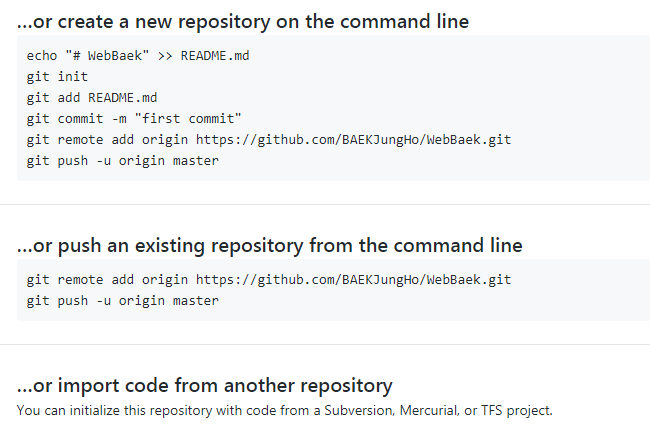 ...or create a new repository on the command line
echo "# WebBaek" >> README.md
git init
git add README.md
git commit -m "first commit"
git remote add origin https://github.com/BAEKJungHo/WebBaek.git
git push -u origin master
...or push an existing repository from the command line
git remote add origin https://github.com/BAEKJungHo/WebBaek.git
git push -u origin master
...or import code from another repository
You can initialize this repository with code from a Subversion, Mercurial, or TFS project.